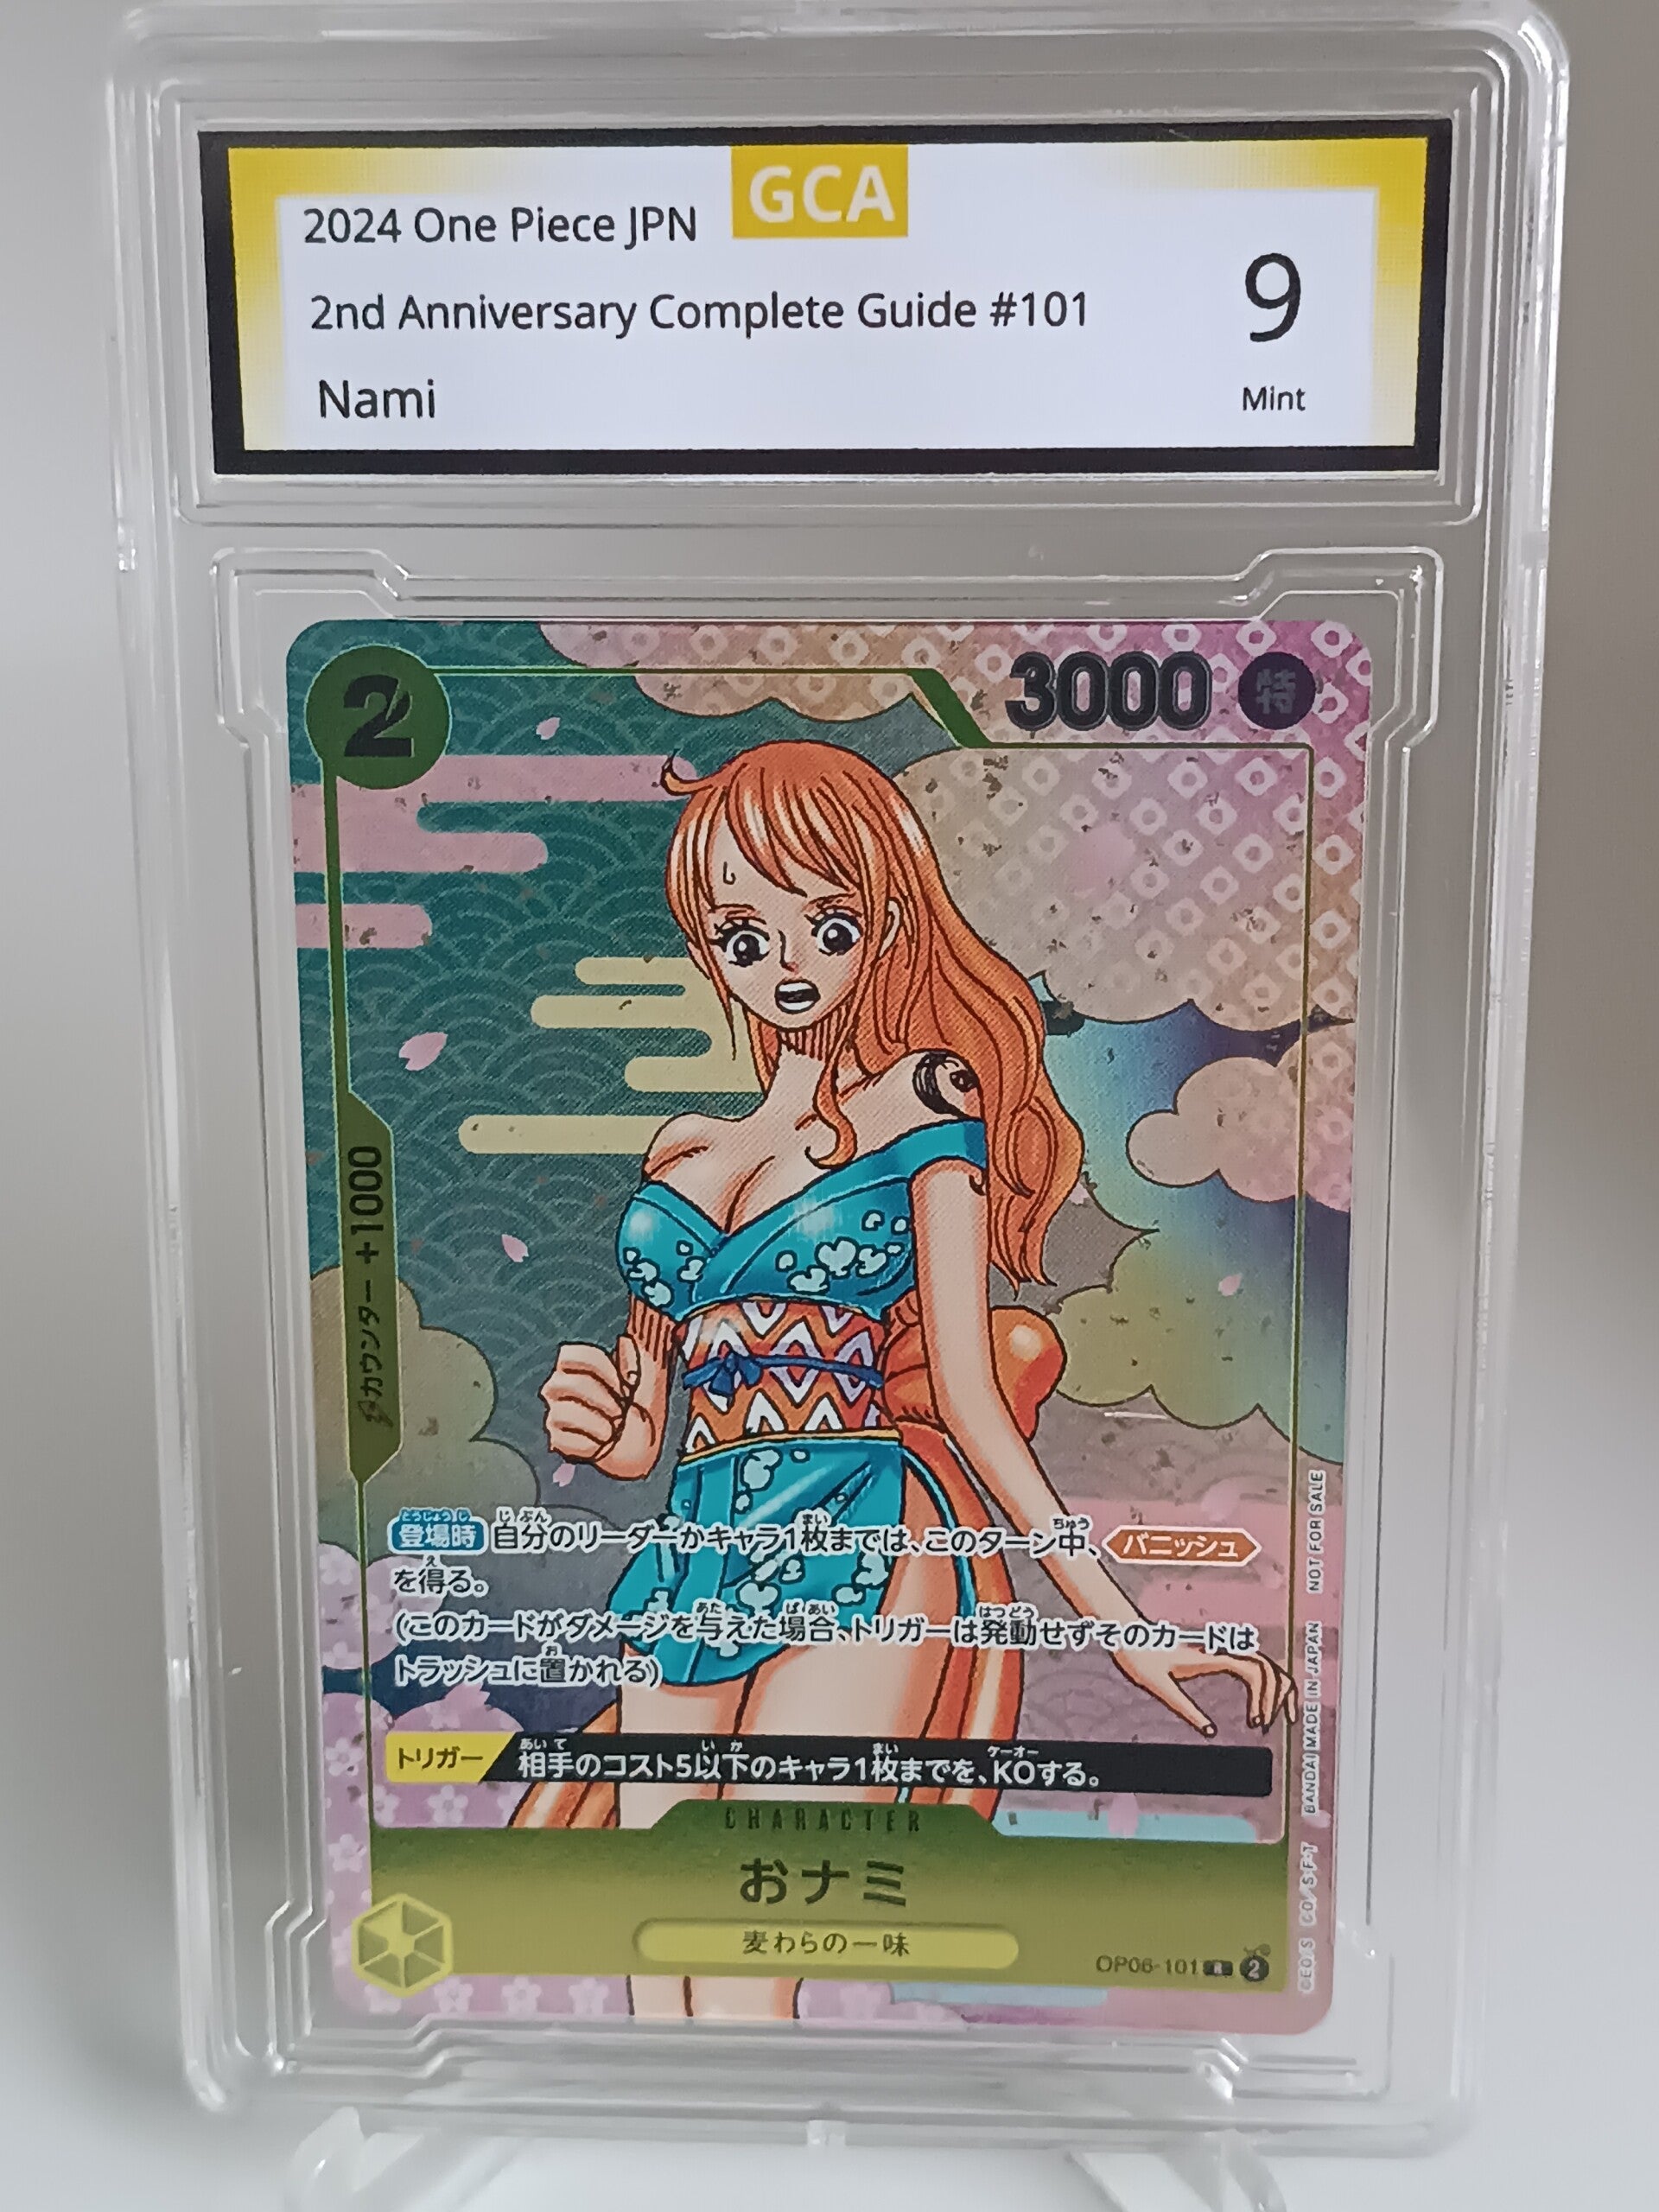 GCA
2024 One Piece JPN
2nd Anniversary Complete Guide #101
Nami
9
Mint
2
3000
特
カウンター +1000
登場時 自分のリーダーかキャラ1枚までは、このターン中、バニッシュ
を得る。
(このカードがダメージを与えた場合、トリガーは発動せずそのカードは
トラッシュに置かれる)
トリガー 相手のコスト5以下のキャラ1枚までを、KOする。
CHARACTER
おナミ
麦わらの一味
OP06-101 R 2
©EO/S CO/SFT BANDAI MADE IN JAPAN NOT FOR SALE